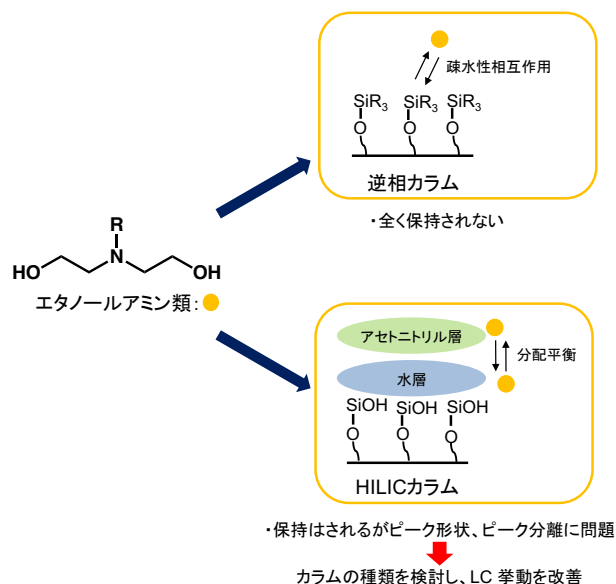 疎水性相互作用
SiR3 SiR3 SiR3
O O O
逆相カラム
・全く保持されない
R
N
HO OH
エタノールアミン類:
アセトニトリル層
分配平衡
水層
SiOH SiOH SiOH
O O O
HILICカラム
・保持はされるがピーク形状、ピーク分離に問題
カラムの種類を検討し、LC 挙動を改善